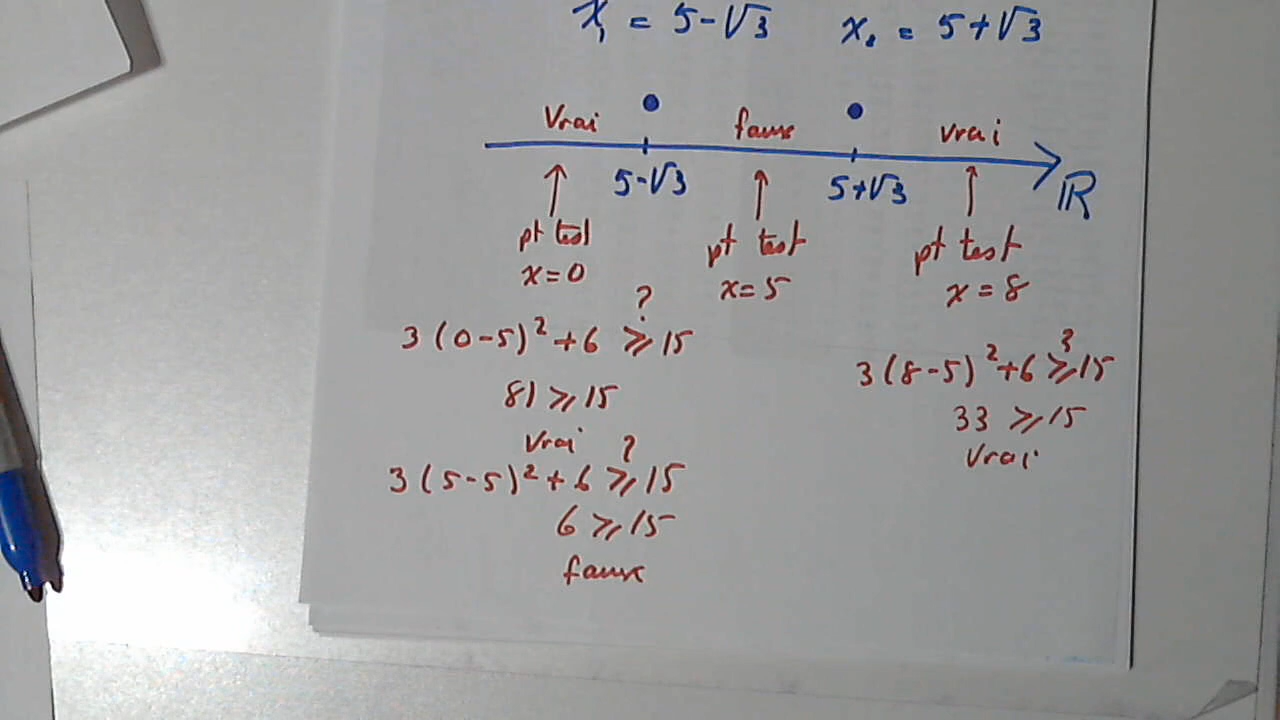 x₁ = 5-√3 x₂ = 5+√3
Vrai faux vrai
5-√3 5+√3 ℝ
pt test pt test pt test
x=0 x=5 x=8
3(0-5)²+6 ⩾ 15
?
81 ⩾ 15
Vrai
3(5-5)²+6 ⩾ 15
?
6 ⩾ 15
faux
3(8-5)²+6 ⩾ 15
?
33 ⩾ 15
Vrai